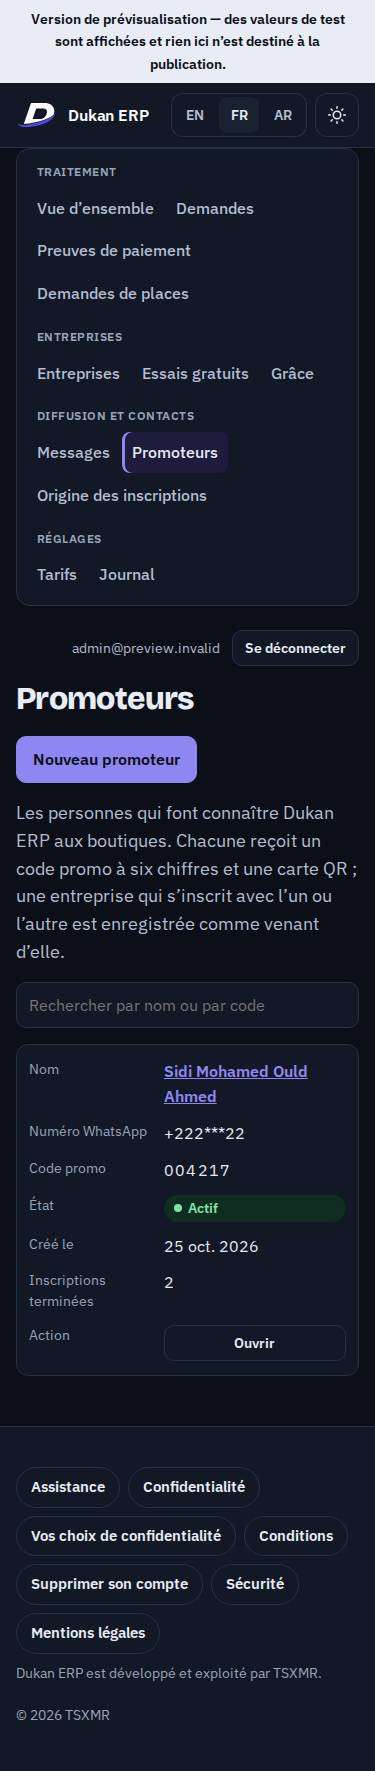 Version de prévisualisation — des valeurs de test
sont affichées et rien ici n’est destiné à la
publication.
Dukan ERP
EN FR AR
TRAITEMENT
Vue d’ensemble Demandes
Preuves de paiement
Demandes de places
ENTREPRISES
Entreprises Essais gratuits Grâce
DIFFUSION ET CONTACTS
Messages Promoteurs
Origine des inscriptions
RÉGLAGES
Tarifs Journal
admin@preview.invalid Se déconnecter
Promoteurs
Nouveau promoteur
Les personnes qui font connaître Dukan
ERP aux boutiques. Chacune reçoit un
code promo à six chiffres et une carte QR ;
une entreprise qui s’inscrit avec l’un ou
l’autre est enregistrée comme venant
d’elle.
Rechercher par nom ou par code
Nom Sidi Mohamed Ould
Ahmed
Numéro WhatsApp +222***22
Code promo 004217
État Actif
Créé le 25 oct. 2026
Inscriptions 2
terminées
Action Ouvrir
Assistance Confidentialité
Vos choix de confidentialité Conditions
Supprimer son compte Sécurité
Mentions légales
Dukan ERP est développé et exploité par TSXMR.
© 2026 TSXMR